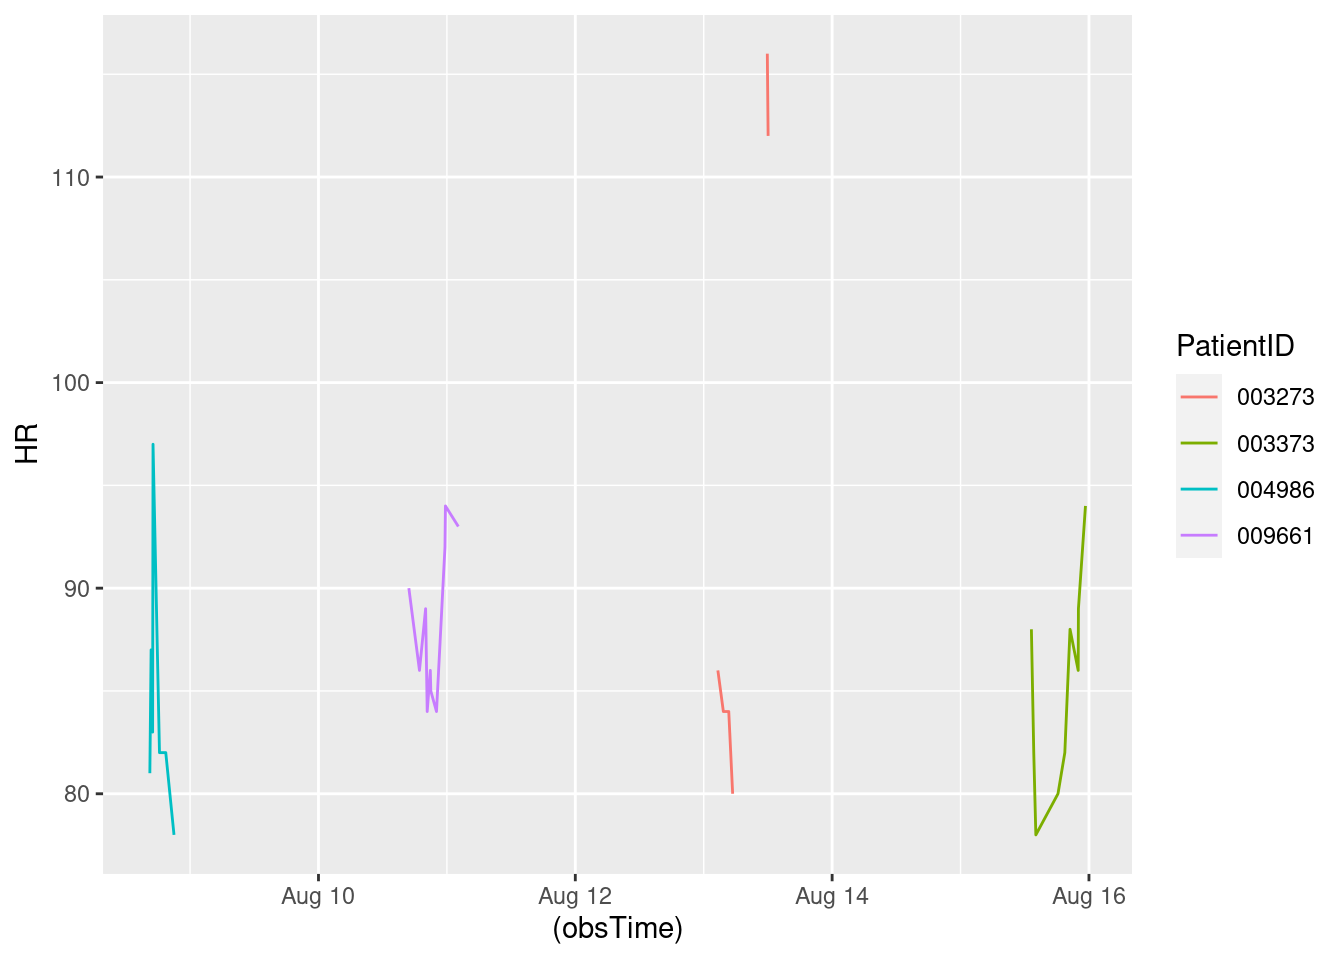 110
100
90
80
HR
Aug 10
Aug 12
Aug 14
Aug 16
(obsTime)
PatientID
003273
003373
004986
009661